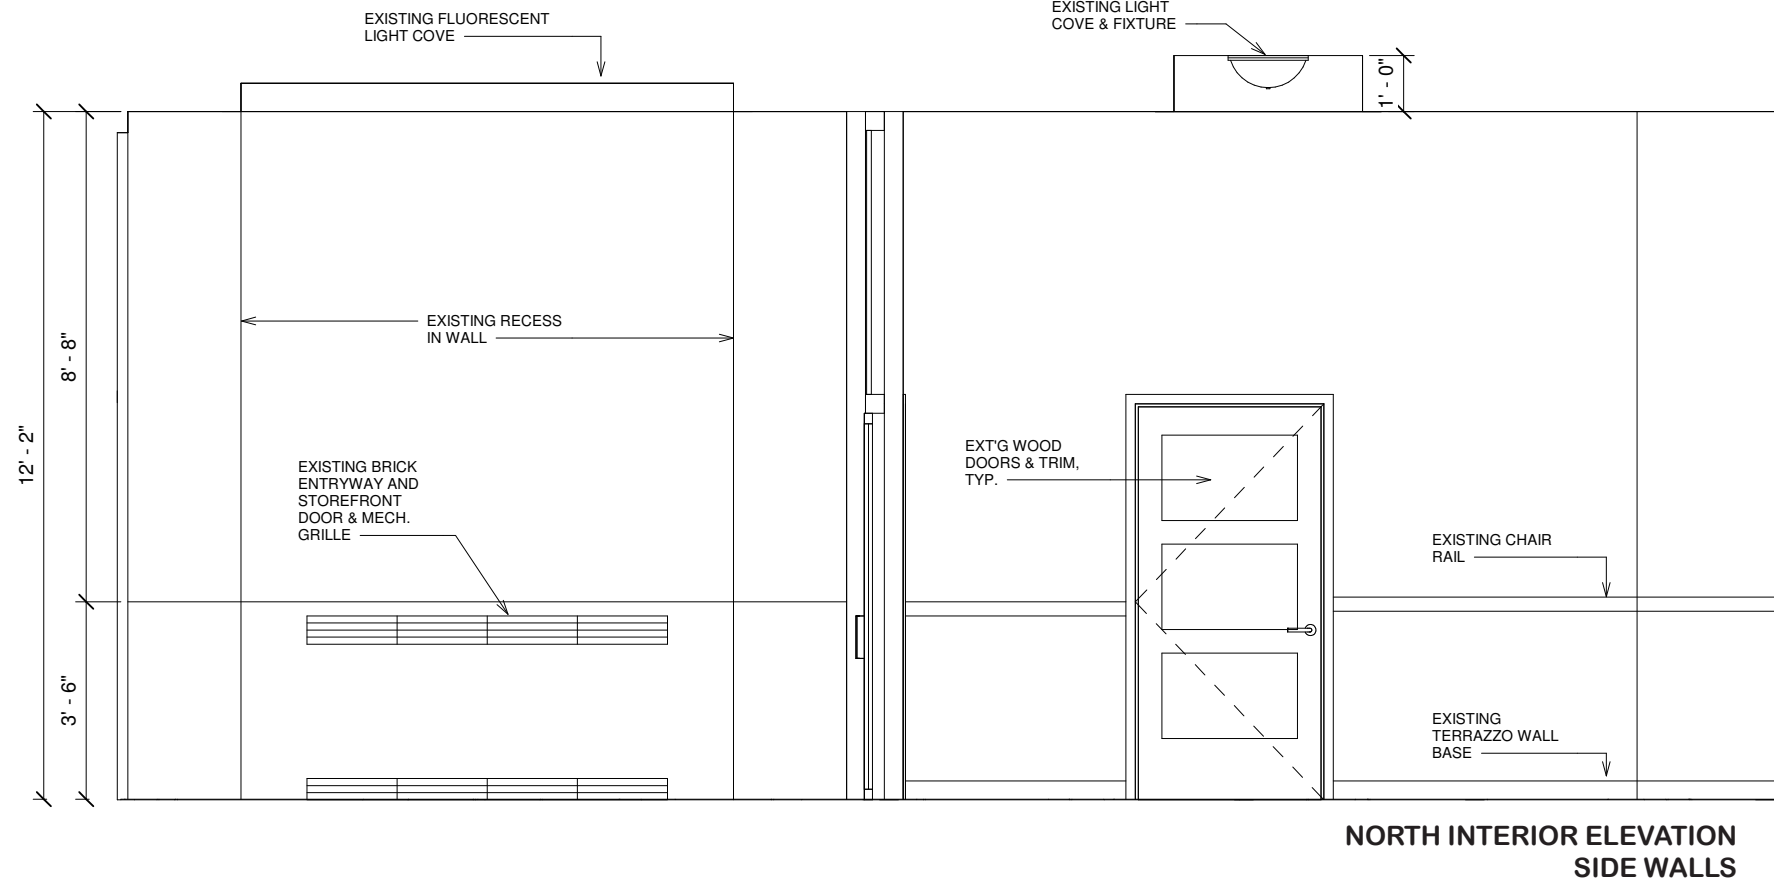 EXISTING FLUORESCENT
LIGHT COVE
EXISTING LIGHT
COVE & FIXTURE
1' - 0"
12' - 2"
8' - 8"
3' - 6"
EXISTING RECESS
IN WALL
EXISTING BRICK
ENTRYWAY AND
STOREFRONT
DOOR & MECH.
GRILLE
EXT'G WOOD
DOORS & TRIM,
TYP.
EXISTING CHAIR
RAIL
EXISTING
TERRAZZO WALL
BASE
NORTH INTERIOR ELEVATION
SIDE WALLS